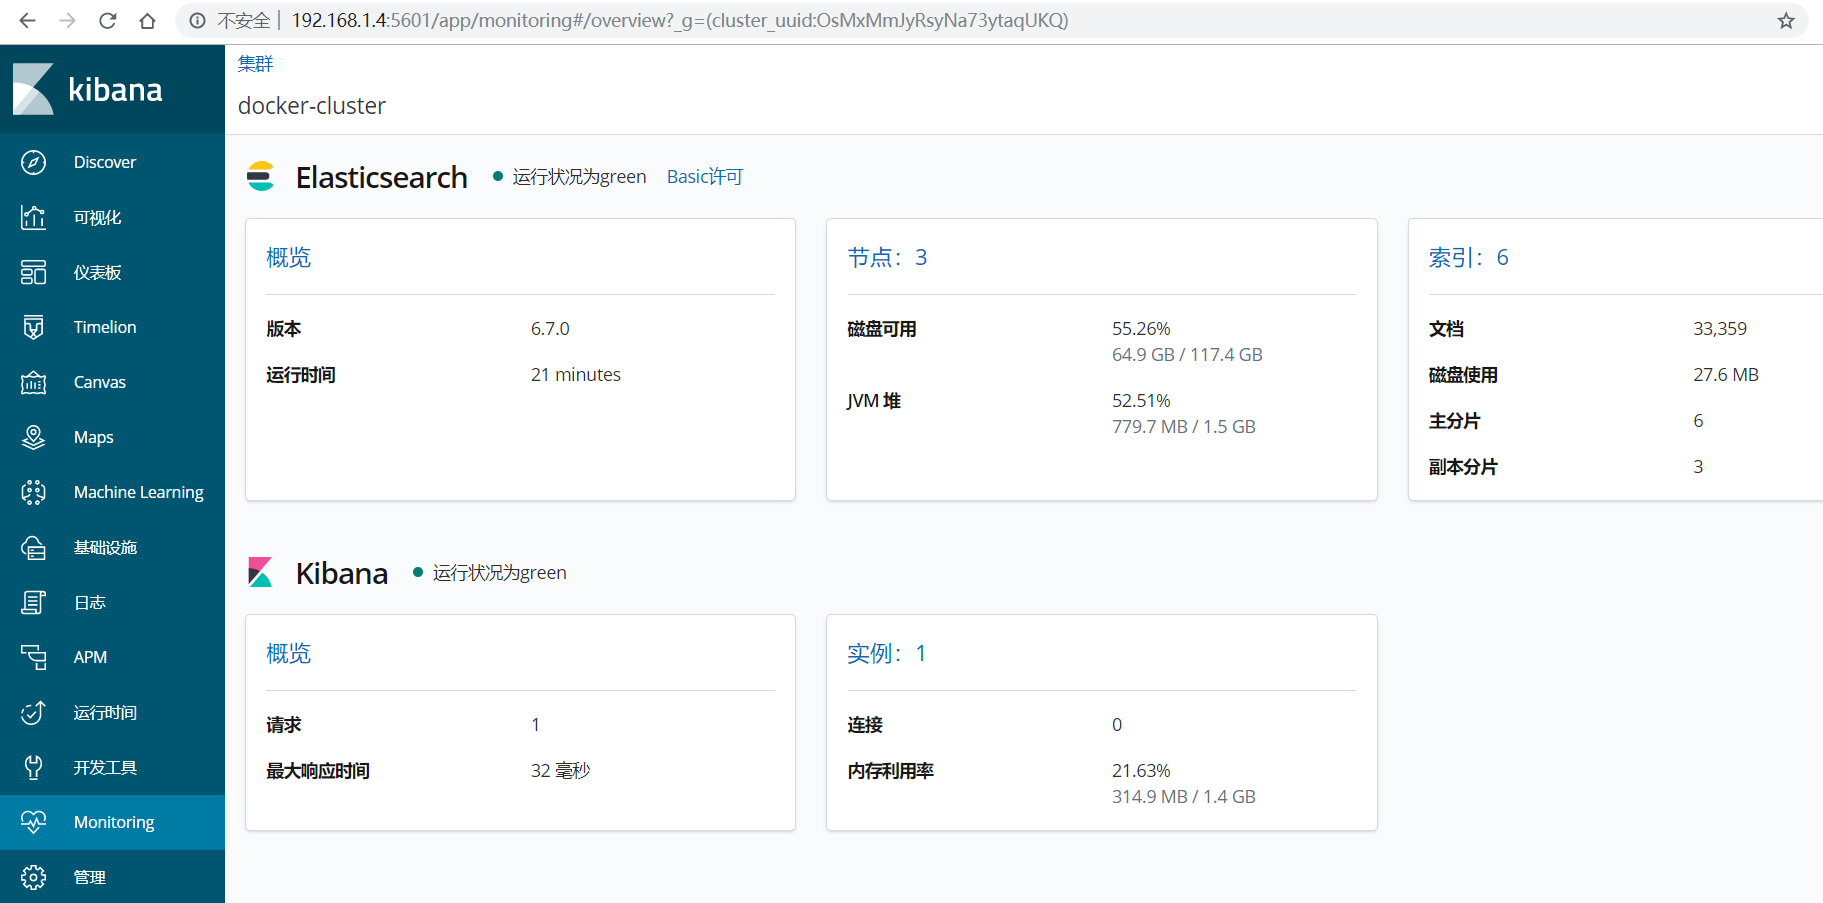 不安全 | 192.168.1.4:5601/app/monitoring#/overview?_g=(cluster_uuid:OsMxMmJyRsyNa73ytaqUKQ)
kibana
Discover
可视化
仪表板
Timelion
Canvas
Maps
Machine Learning
基础设施
日志
APM
运行时间
开发工具
Monitoring
管理
集群
docker-cluster
Elasticsearch 运行状况为green Basic许可
概览
版本 6.7.0
运行时间 21 minutes
节点：3
磁盘可用 55.26%
64.9 GB / 117.4 GB
JVM 堆 52.51%
779.7 MB / 1.5 GB
索引：6
文档 33,359
磁盘使用 27.6 MB
主分片 6
副本分片 3
Kibana 运行状况为green
概览
请求 1
最大响应时间 32 毫秒
实例：1
连接 0
内存利用率 21.63%
314.9 MB / 1.4 GB